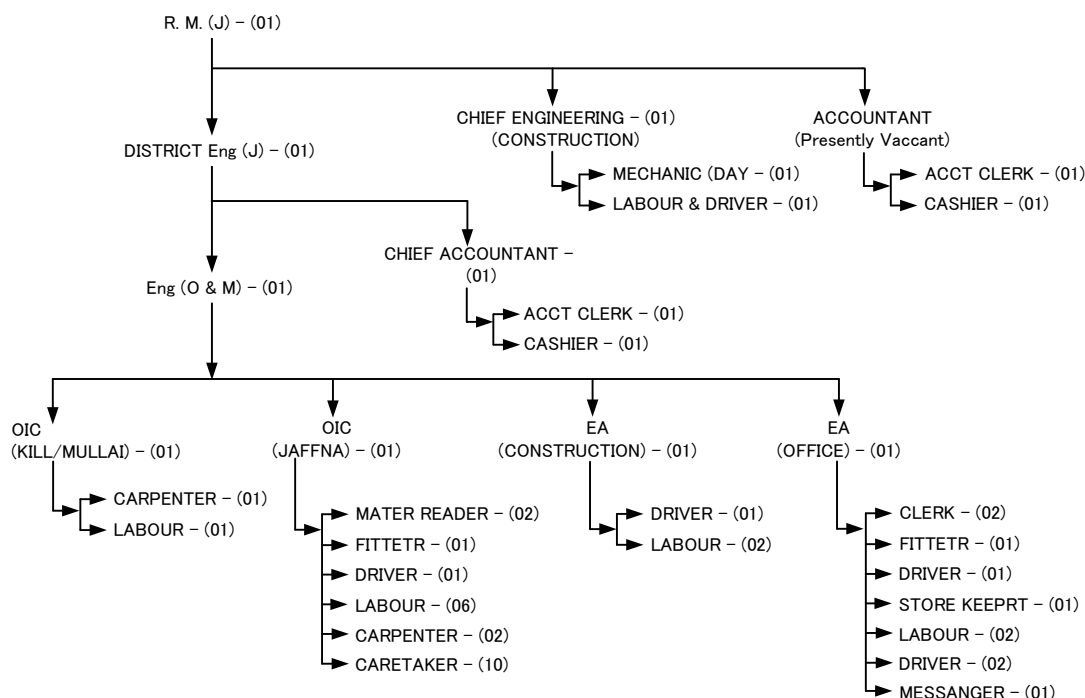 R. M. (J) - (01)
CHIEF ENGINEERING - (01)
(CONSTRUCTION)
ACCOUNTANT
(Presently Vaccant)
DISTRICT Eng (J) - (01)
MECHANIC (DAY - (01)
LABOUR & DRIVER - (01)
ACCT CLERK - (01)
CASHIER - (01)
CHIEF ACCOUNTANT -
(01)
Eng (O & M) - (01)
ACCT CLERK - (01)
CASHIER - (01)
OIC
(KILL/MULLAI) - (01)
OIC
(JAFFNA) - (01)
EA
(CONSTRUCTION) - (01)
EA
(OFFICE) - (01)
CARPENTER - (01)
LABOUR - (01)
MATER READER - (02)
FITTETR - (01)
DRIVER - (01)
LABOUR - (06)
CARPENTER - (02)
CARETAKER - (10)
DRIVER - (01)
LABOUR - (02)
CLERK - (02)
FITTETR - (01)
DRIVER - (01)
STORE KEEPRT - (01)
LABOUR - (02)
DRIVER - (02)
MESSANGER - (01)